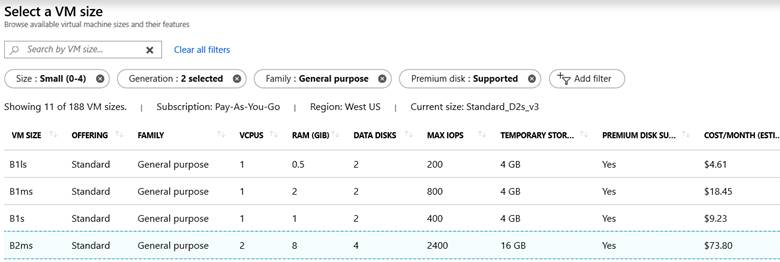 Select a VM size
Browse available virtual machine sizes and their features
Search by VM size... Clear all filters
Size : Small (0-4) Generation : 2 selected Family : General purpose Premium disk : Supported Add filter
Showing 11 of 188 VM sizes. | Subscription: Pay-As-You-Go | Region: West US | Current size: Standard_D2s_v3
VM SIZE OFFERING FAMILY VCPUS RAM (GIB) DATA DISKS MAX IOPS TEMPORARY STOR... PREMIUM DISK SU... COST/MONTH (ESTI...
B1ls Standard General purpose 1 0.5 2 200 4 GB Yes $4.61
B1ms Standard General purpose 1 2 2 800 4 GB Yes $18.45
B1s Standard General purpose 1 1 2 400 4 GB Yes $9.23
B2ms Standard General purpose 2 8 4 2400 16 GB Yes $73.80